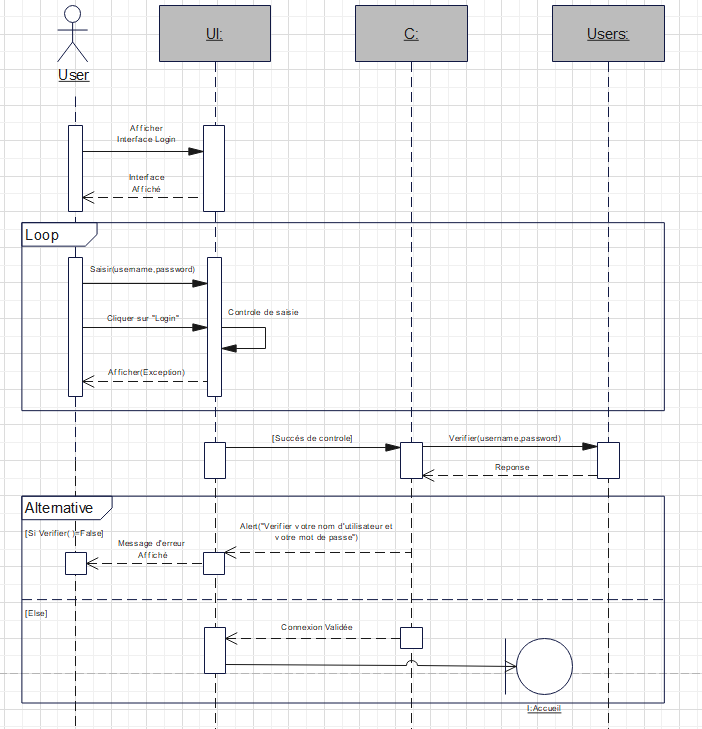 UI:
C:
Users:
User
Afficher
Interface Login
Interface
Affiché
Loop
Saisir(username,password)
Controle de saisie
Cliquer sur "Login"
Afficher(Exception)
[Succés de controle]
Verifier(username,password)
Reponse
Alternative
[Si Verifier( )=False]
Alert("Verifier votre nom d'utilisateur et
votre mot de passe")
Message d'erreur
Affiché
[Else]
Connexion Validée
I.Accueil